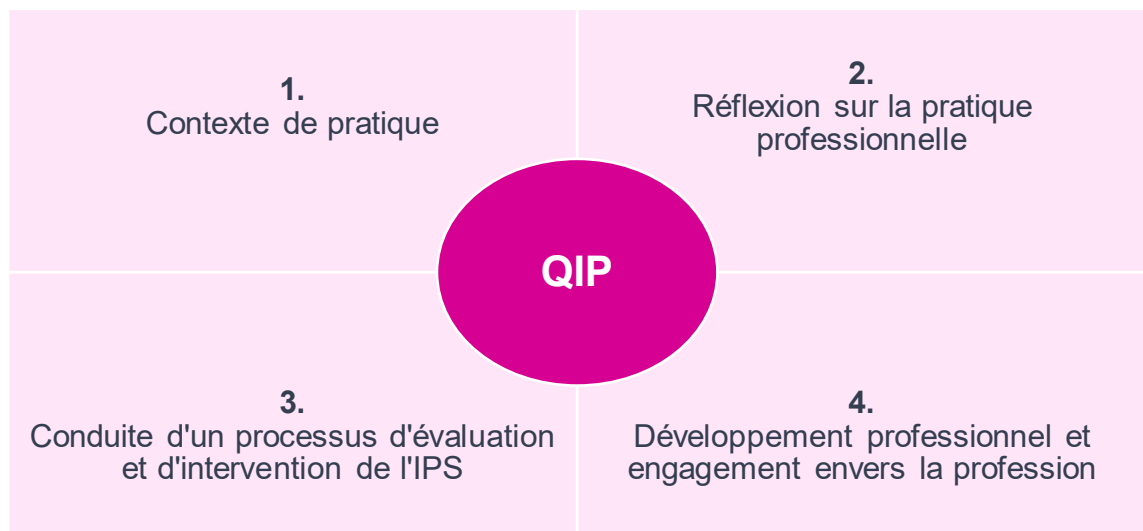 1.
Contexte de pratique
2.
Réflexion sur la pratique
professionnelle
QIP
3.
Conduite d'un processus d'évaluation
et d'intervention de l'IPS
4.
Développement professionnel et
engagement envers la profession